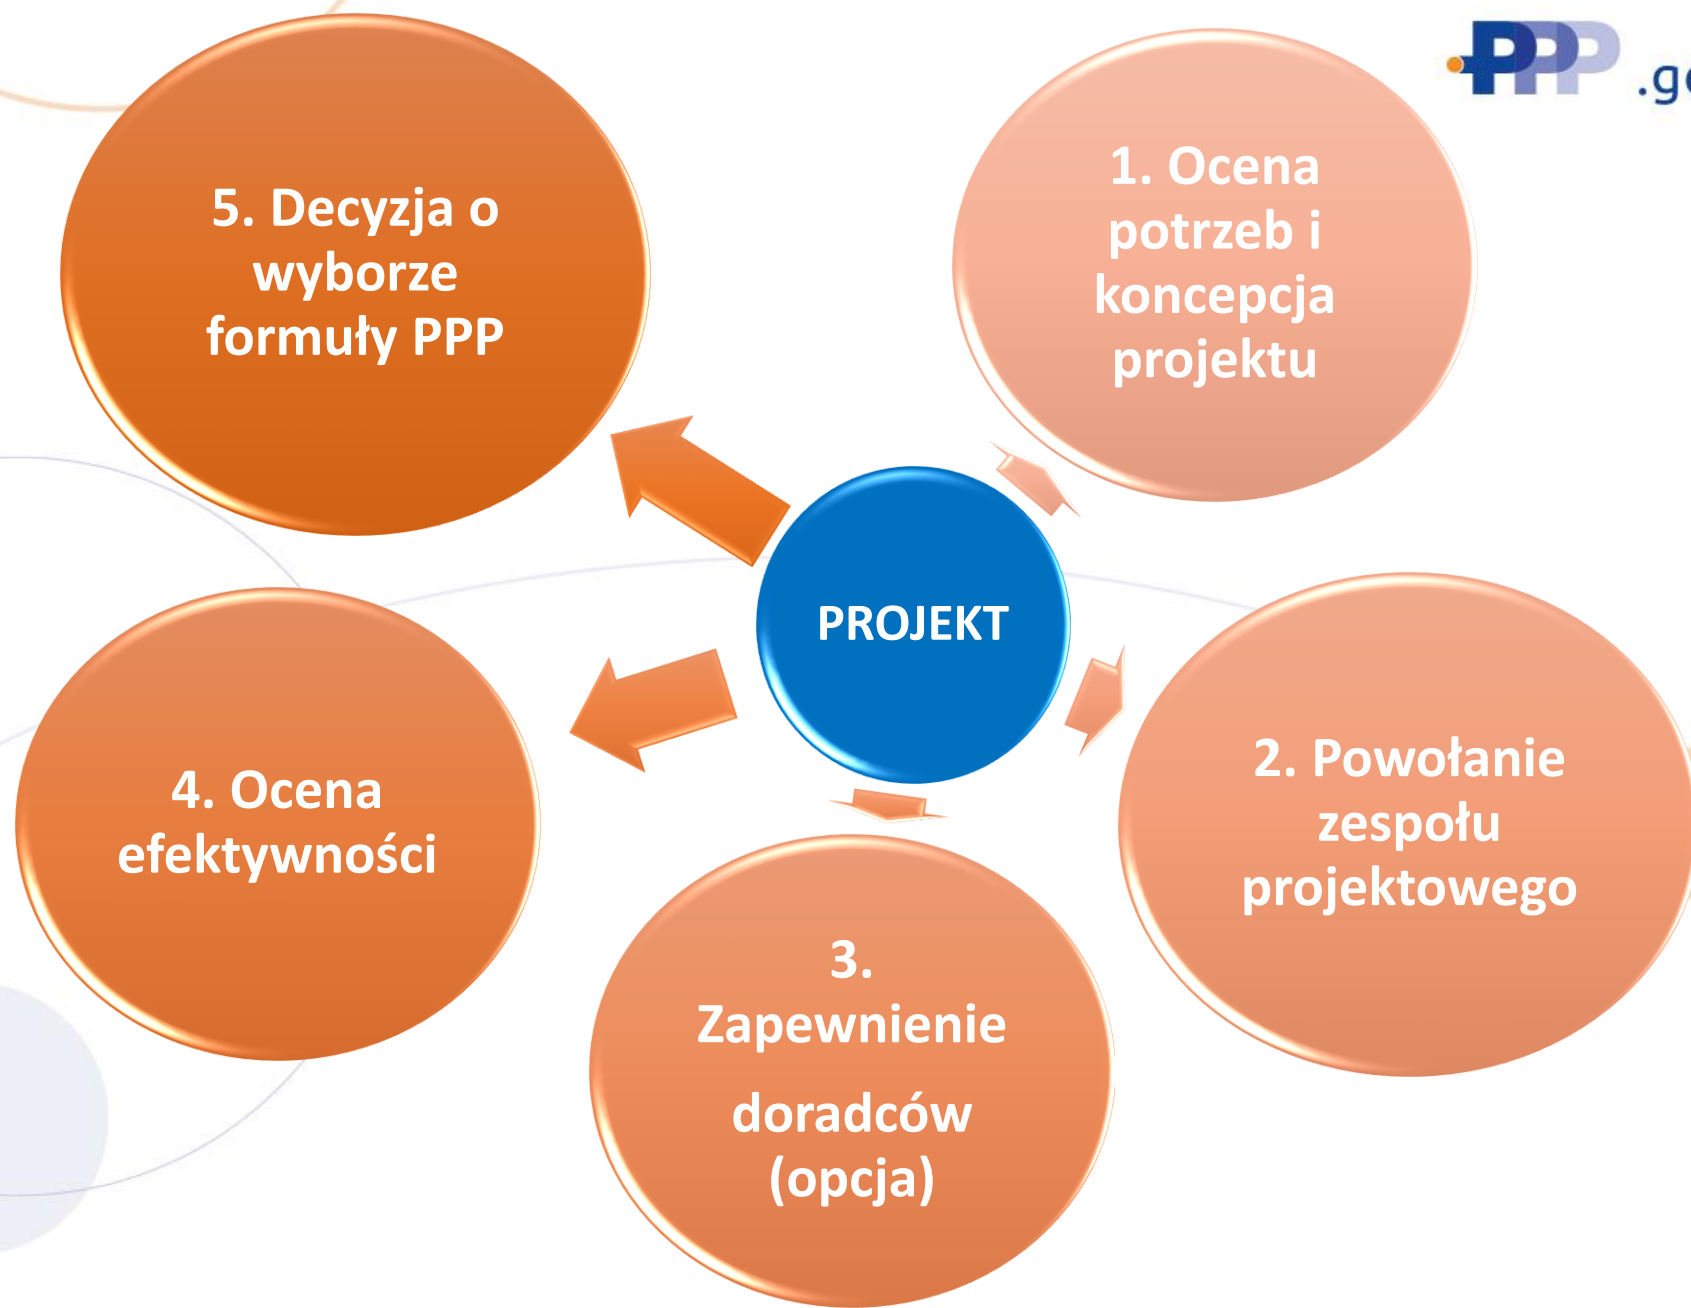 PPP .go
1. Ocena
potrzeb i
koncepcja
projektu
2. Powołanie
zespołu
projektowego
3.
Zapewnienie
doradców
(opcja)
4. Ocena
efektywności
5. Decyzja o
wyborze
formuły PPP
PROJEKT